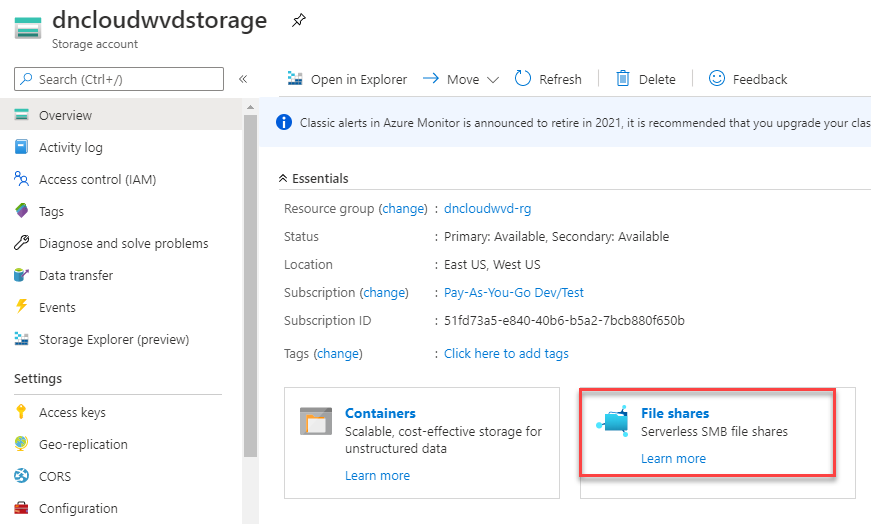 dncloudwvdstorage
Storage account
Search (Ctrl+/)
«
Open in Explorer
Move
Refresh
Delete
Feedback
Overview
Activity log
Access control (IAM)
Tags
Diagnose and solve problems
Data transfer
Events
Storage Explorer (preview)
Settings
Access keys
Geo-replication
CORS
Configuration
Classic alerts in Azure Monitor is announced to retire in 2021, it is recommended that you upgrade your clas
Essentials
Resource group (change) : dncloudwvd-rg
Status : Primary: Available, Secondary: Available
Location : East US, West US
Subscription (change) : Pay-As-You-Go Dev/Test
Subscription ID : 51fd73a5-e840-40b6-b5a2-7bcb880f650b
Tags (change) : Click here to add tags
Containers
Scalable, cost-effective storage for
unstructured data
Learn more
File shares
Serverless SMB file shares
Learn more